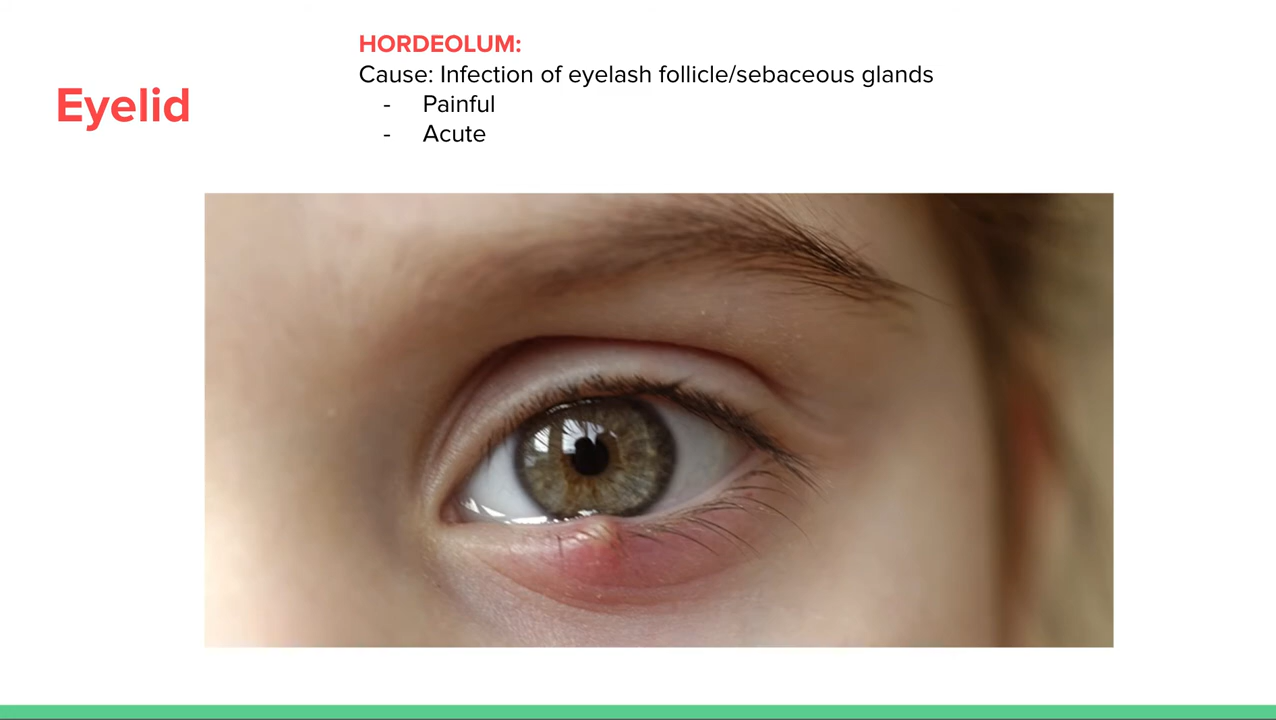 Eyelid
HORDEOLUM:
Cause: Infection of eyelash follicle/sebaceous glands
- Painful
- Acute